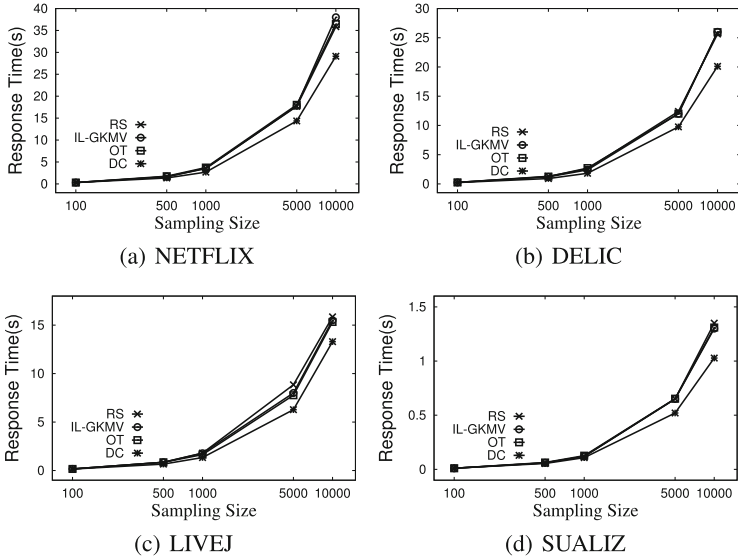 40
35
30
25
20
15
10
5
0
Response Time(s)
RS
IL-GKMV
OT
DC
100 500 1000 5000 10000
Sampling Size
(a) NETFLIX
30
25
20
15
10
5
0
Response Time(s)
RS
IL-GKMV
OT
DC
100 500 1000 5000 10000
Sampling Size
(b) DELIC
15
10
5
0
Response Time(s)
RS
IL-GKMV
OT
DC
100 500 1000 5000 10000
Sampling Size
(c) LIVEJ
1.5
1
0.5
0
Response Time(s)
RS
IL-GKMV
OT
DC
100 500 1000 5000 10000
Sampling Size
(d) SUALIZ